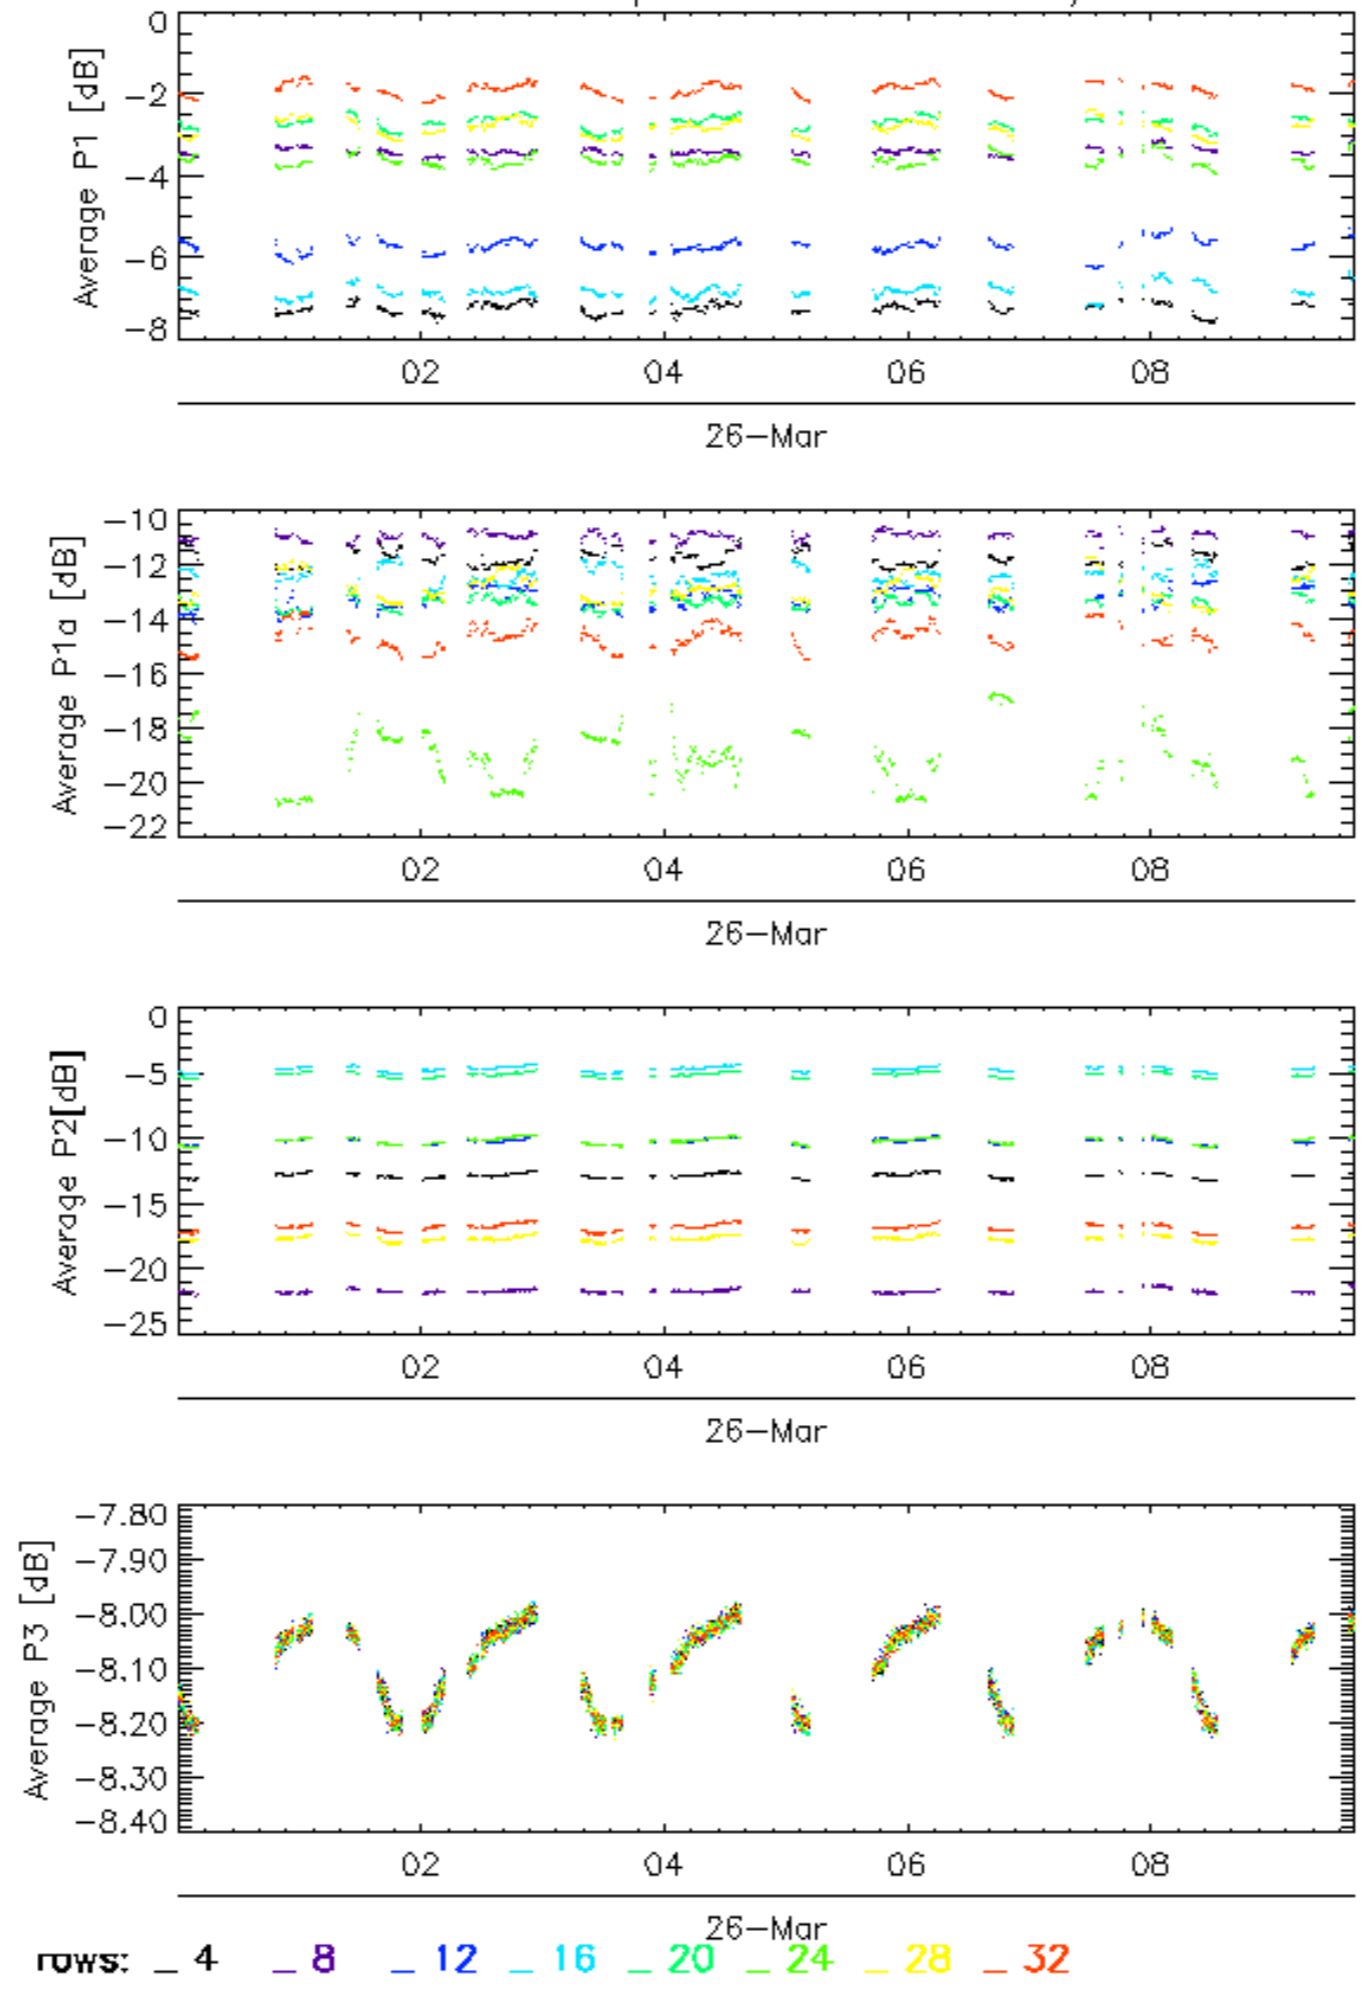 0
−2
−4
−6
−8
Average P1 [dB]
02 04 06 08
26−Mar
−10
−12
−14
−16
−18
−20
−22
Average P1a [dB]
02 04 06 08
26−Mar
0
−5
−10
−15
−20
−25
Average P2[dB]
02 04 06 08
26−Mar
−7.80
−7.90
−8.00
−8.10
−8.20
−8.30
−8.40
Average P3 [dB]
02 04 06 08
26−Mar
rows: _ 4 _ 8 _ 12 _ 16 _ 20 _ 24 _ 28 _ 32